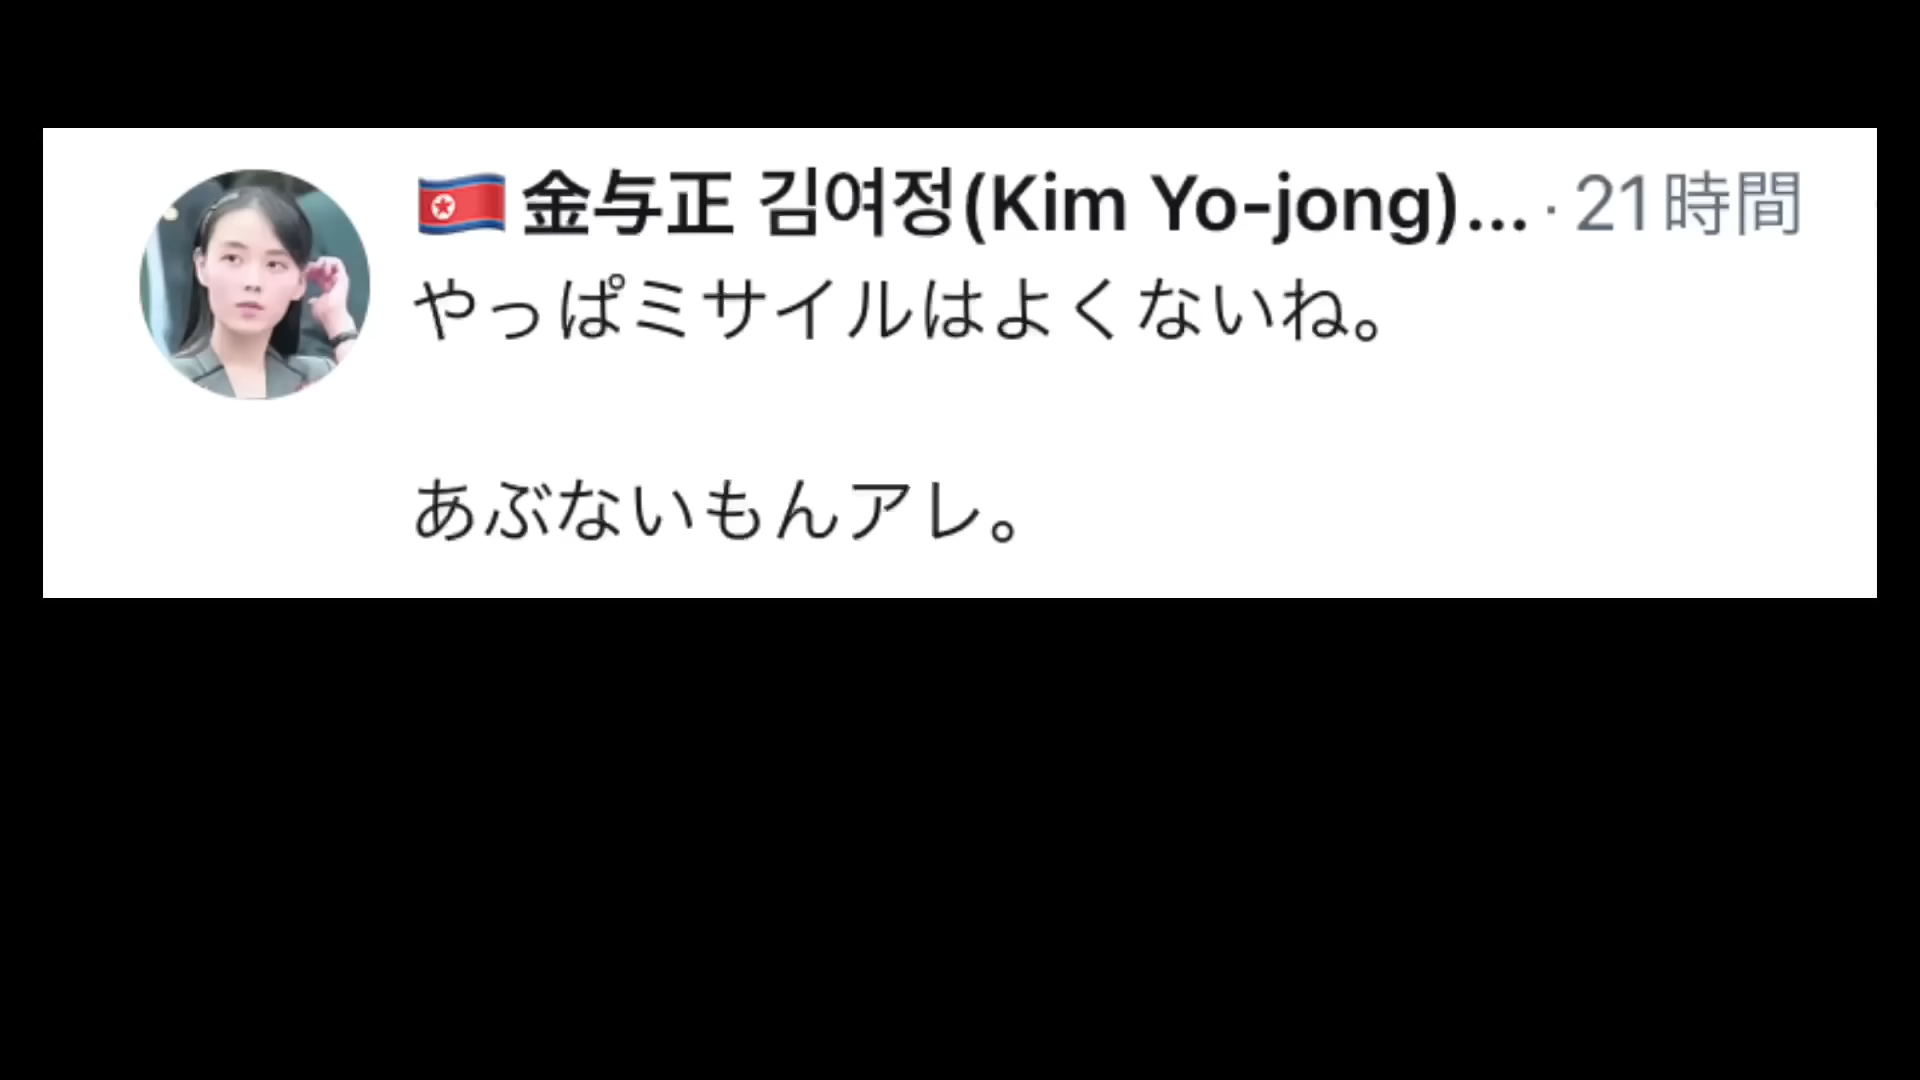 🇰🇵 金与正 김여정(Kim Yo-jong)... · 21時間
やっぱミサイルはよくないね。
あぶないもんアレ。